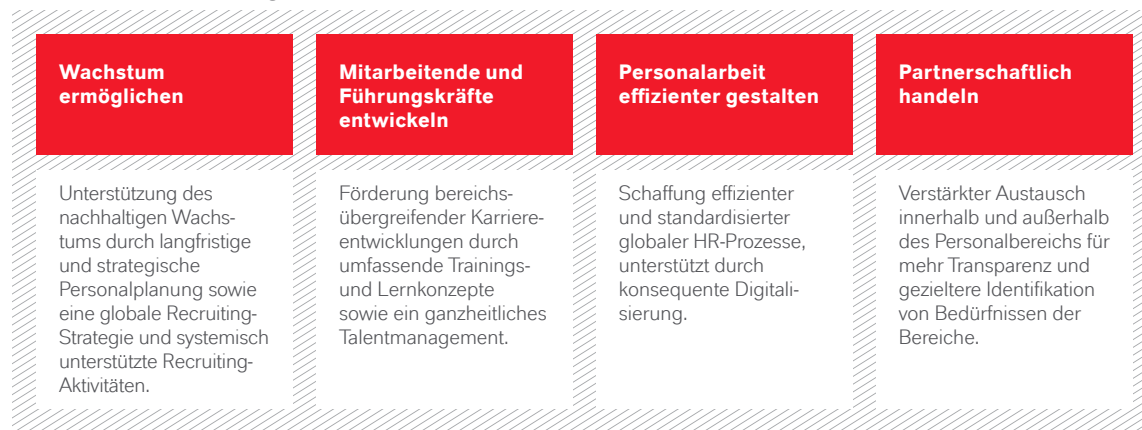 Wachstum
ermöglichen
Unterstützung des
nachhaltigen Wachs-
tums durch langfristige
und strategische
Personalplanung sowie
eine globale Recruiting-
Strategie und systemisch
unterstützte Recruiting-
Aktivitäten.
Mitarbeitende und
Führungskräfte
entwickeln
Förderung bereichs-
übergreifender Karriere-
entwicklungen durch
umfassende Trainings-
und Lernkonzepte
sowie ein ganzheitliches
Talentmanagement.
Personalarbeit
effizienter gestalten
Schaffung effizienter
und standardisierter
globaler HR-Prozesse,
unterstützt durch
konsequente Digitali-
sierung.
Partnerschaftlich
handeln
Verstärkter Austausch
innerhalb und außerhalb
des Personalbereichs für
mehr Transparenz und
gezieltere Identifikation
von Bedürfnissen der
Bereiche.